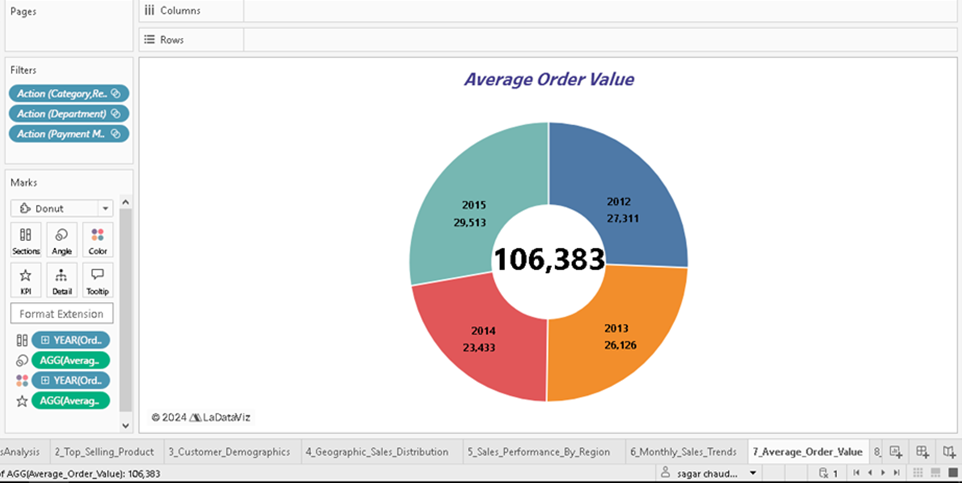 Pages
Columns
Rows
Filters
Action (Category,Re..
Action (Department)
Action (Payment M..
Marks
Donut
Sections
Angle
Color
KPI
Detail
Tooltip
Format Extension
YEAR(Ord..
AGG(Averag..
YEAR(Ord..
AGG(Averag..
Average Order Value
2015
29,513
2012
27,311
106,383
2014
23,433
2013
26,126
© 2024 LaDataViz
sAnalysis
2_Top_Selling_Product
3_Customer_Demographics
4_Geographic_Sales_Distribution
5_Sales_Performance_By_Region
6_Monthly_Sales_Trends
7_Average_Order_Value
8_
of AGG(Average_Order_Value): 106,383
sagar chaud...
1